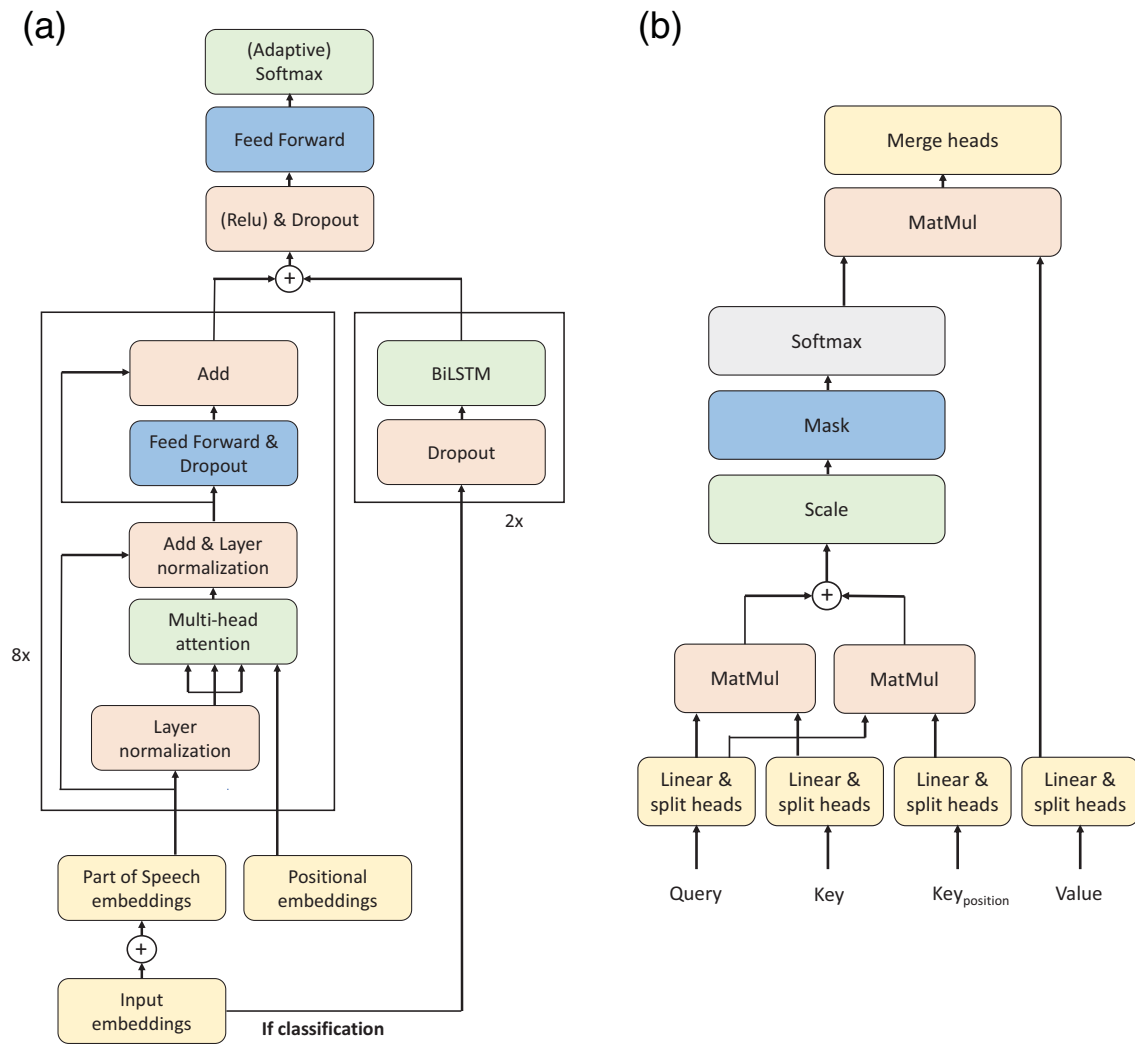 (a)
(Adaptive)
Softmax
Feed Forward
(Relu) & Dropout
+
Add
Feed Forward &
Dropout
Add & Layer
normalization
Multi-head
attention
8x
Layer
normalization
BiLSTM
Dropout
2x
Part of Speech
embeddings
Positional
embeddings
+
Input
embeddings
If classification
(b)
Merge heads
MatMul
Softmax
Mask
Scale
+
MatMul
MatMul
Linear &
split heads
Linear &
split heads
Linear &
split heads
Linear &
split heads
Query
Key
Key position
Value